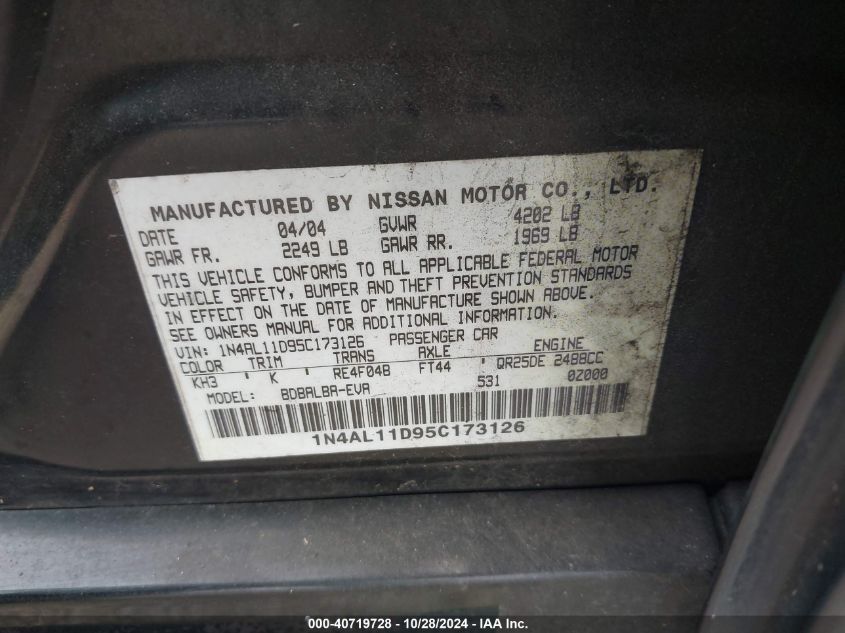 MANUFACTURED BY NISSAN MOTOR CO., LTD.
DATE 04/04 GVWR 4202 LB
GAWR FR. 2249 LB GAWR RR. 1969 LB
THIS VEHICLE CONFORMS TO ALL APPLICABLE FEDERAL MOTOR
VEHICLE SAFETY, BUMPER AND THEFT PREVENTION STANDARDS
IN EFFECT ON THE DATE OF MANUFACTURE SHOWN ABOVE.
SEE OWNERS MANUAL FOR ADDITIONAL INFORMATION.
VIN: 1N4AL11D95C173126 PASSENGER CAR
COLOR TRIM TRANS AXLE ENGINE
KH3 K RE4F04B FT44 QR25DE 2488CC
MODEL: BDBALBA-EVA 531 0Z000
1N4AL11D95C173126
000-40719728 - 10/28/2024 - IAAI.com